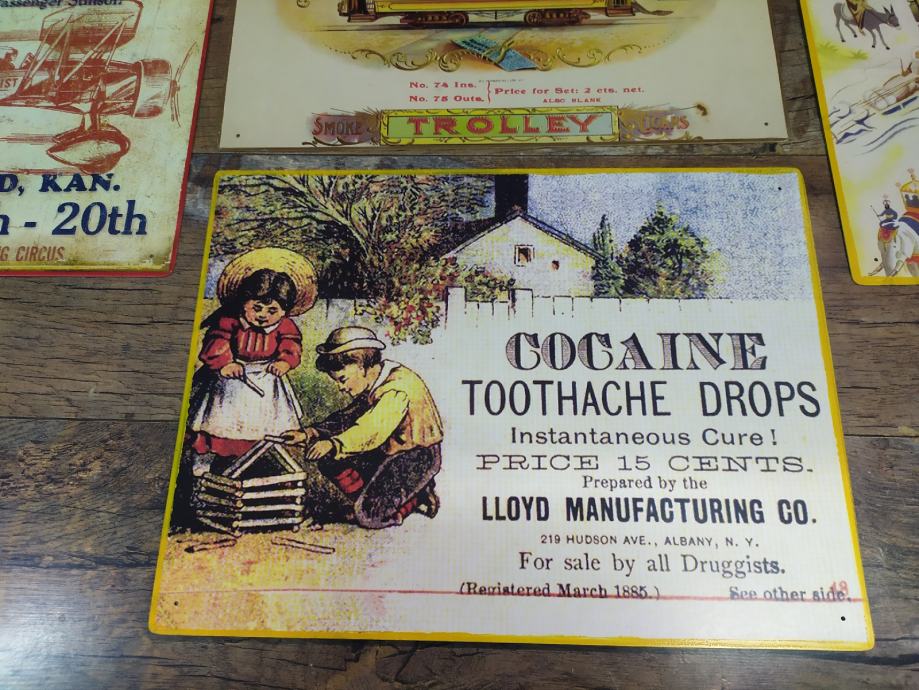 Passenger Stinson
D, KAN.
- 20th
G CIRCUS
No. 74 Ins.
No. 75 Outs.
Price for Set: 2 cts. net.
ALSO BLANK
SMOKE TROLLEY
COCAINE
TOOTHACHE DROPS
Instantaneous Cure!
PRICE 15 CENTS.
Prepared by the
LLOYD MANUFACTURING CO.
219 HUDSON AVE., ALBANY, N. Y.
For sale by all Druggists.
(Registered March 1885.) See other side.